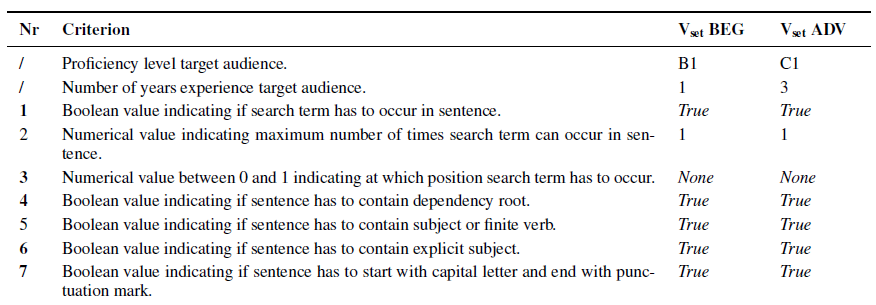 Nr Criterion Vset BEG Vset ADV
/ Proficiency level target audience. B1 C1
/ Number of years experience target audience. 1 3
1 Boolean value indicating if search term has to occur in sentence. True True
2 Numerical value indicating maximum number of times search term can occur in sen- 1 1
tence.
3 Numerical value between 0 and 1 indicating at which position search term has to occur. None None
4 Boolean value indicating if sentence has to contain dependency root. True True
5 Boolean value indicating if sentence has to contain subject or finite verb. True True
6 Boolean value indicating if sentence has to contain explicit subject. True True
7 Boolean value indicating if sentence has to start with capital letter and end with punc- True True
tuation mark.